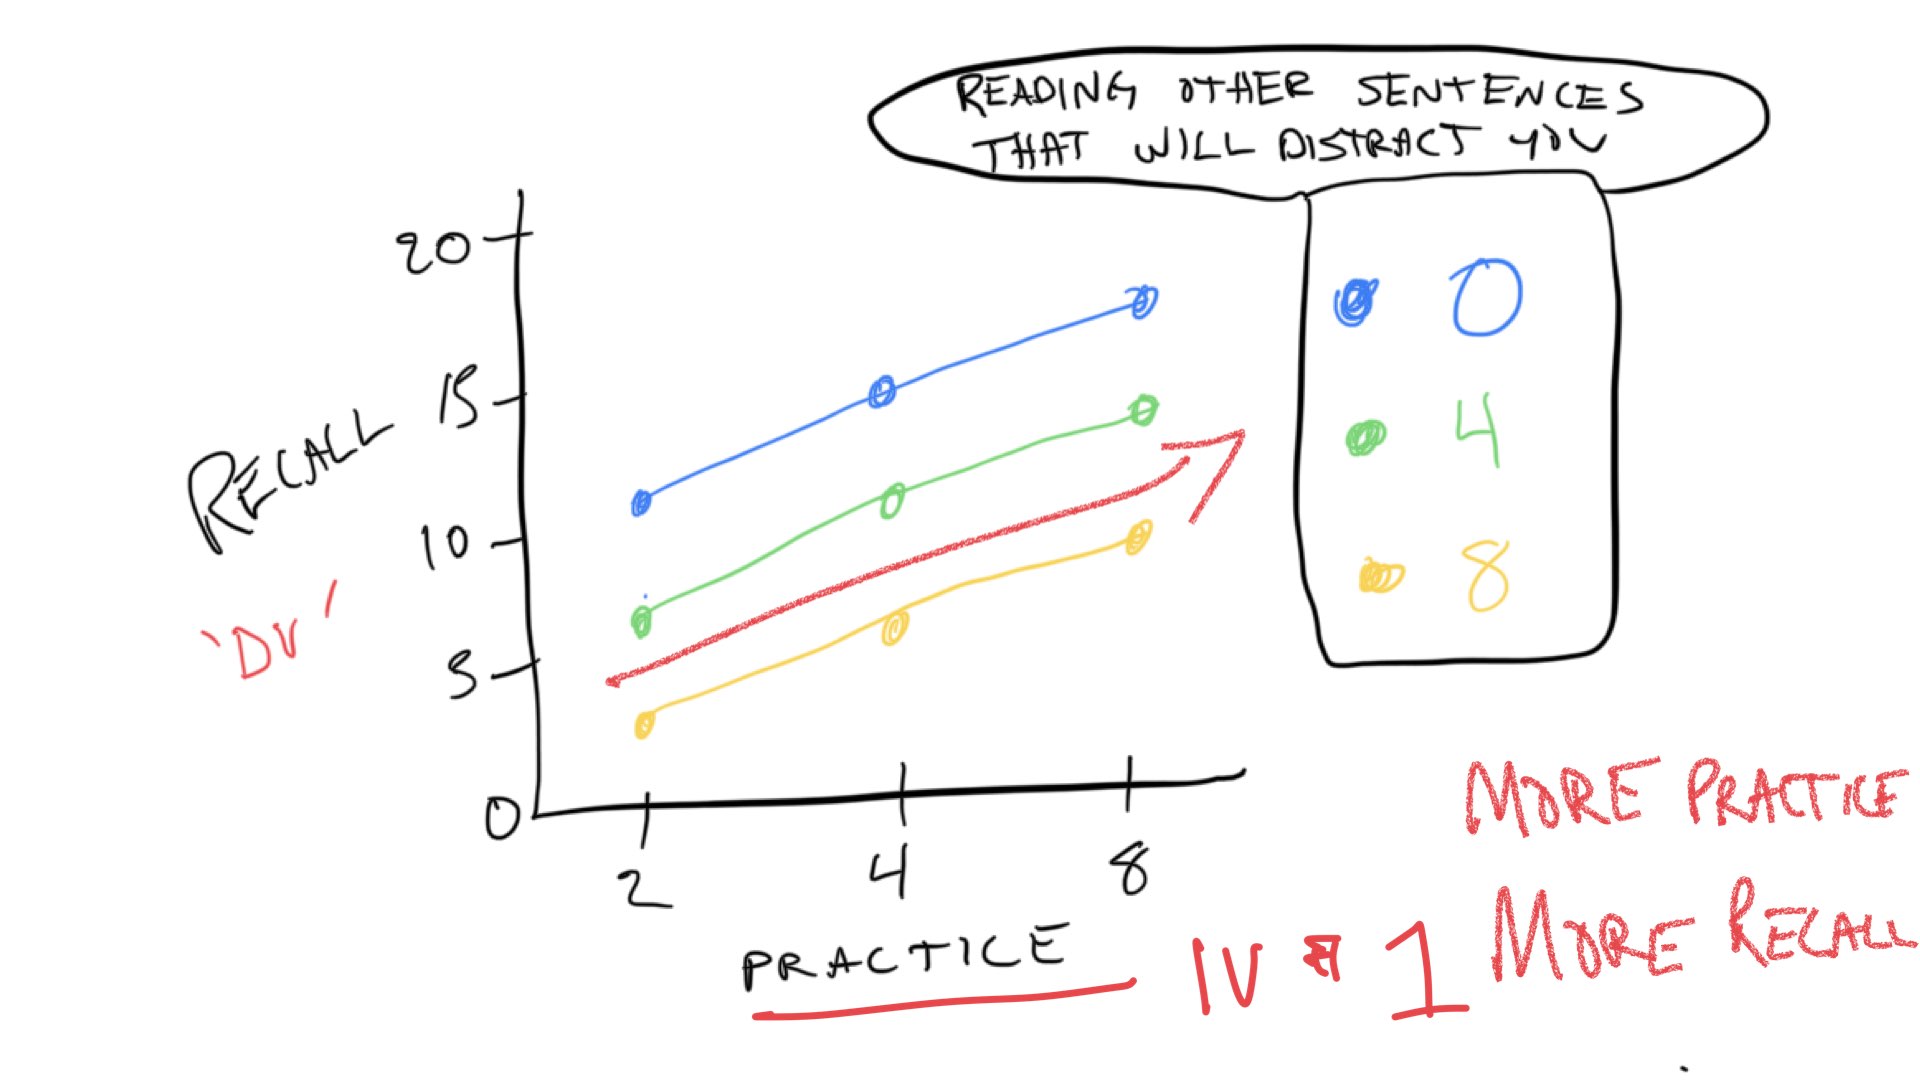 READING OTHER SENTENCES
THAT WILL DISTRACT YOU
0
4
8
20
15
10
5
0
RECALL
'DV'
2
4
8
PRACTICE
IV # 1
MORE PRACTICE
MORE RECALL